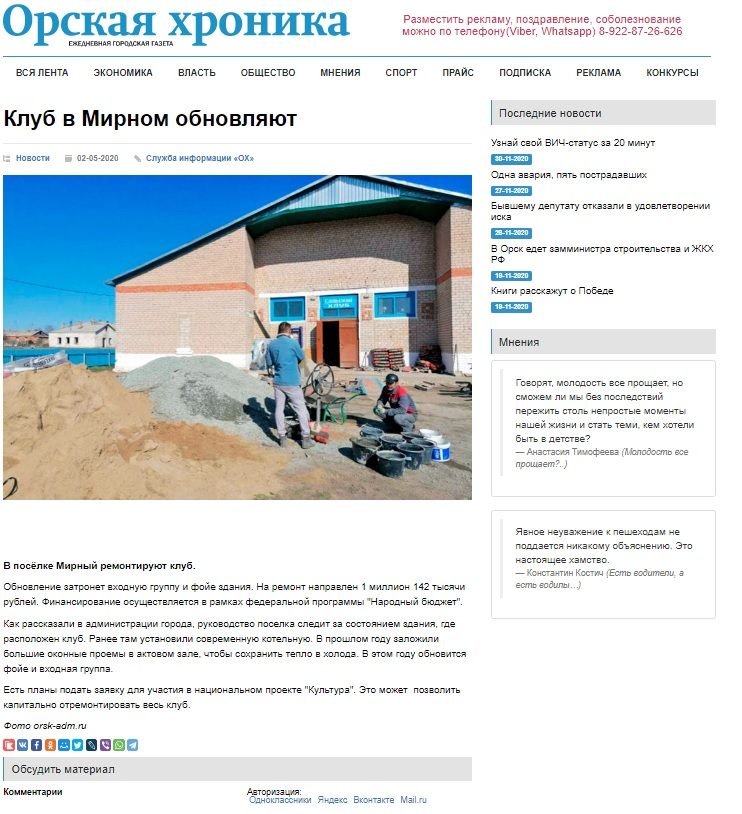 Орская хроника
ЕЖЕДНЕВНАЯ ГОРОДСКАЯ ГАЗЕТА
Разместить рекламу, поздравление, соболезнование
можно по телефону(Viber, Whatsapp) 8-922-87-26-626
ВСЯ ЛЕНТА ЭКОНОМИКА ВЛАСТЬ ОБЩЕСТВО МНЕНИЯ СПОРТ ПРАЙС ПОДПИСКА РЕКЛАМА КОНКУРСЫ
Клуб в Мирном обновляют
Новости 02-05-2020 Служба информации «ОХ»
СЕЛЬСКИЙ
КЛУБ
В посёлке Мирный ремонтируют клуб.
Обновление затронет входную группу и фойе здания. На ремонт направлен 1 миллион 142 тысячи
рублей. Финансирование осуществляется в рамках федеральной программы "Народный бюджет".
Как рассказали в администрации города, руководство поселка следит за состоянием здания, где
расположен клуб. Ранее там установили современную котельную. В прошлом году заложили
большие оконные проемы в актовом зале, чтобы сохранить тепло в холода. В этом году обновится
фойе и входная группа.
Есть планы подать заявку для участия в национальном проекте "Культура". Это может позволить
капитально отремонтировать весь клуб.
Фото orsk-adm.ru
Обсудить материал
Комментарии
Авторизация:
Одноклассники Яндекс Вконтакте Mail.ru
Последние новости
Узнай свой ВИЧ-статус за 20 минут
30-11-2020
Одна авария, пять пострадавших
27-11-2020
Бывшему депутату отказали в удовлетворении
иска
26-11-2020
В Орск едет замминистра строительства и ЖКХ
РФ
19-11-2020
Книги расскажут о Победе
19-11-2020
Мнения
Говорят, молодость все прощает, но
сможем ли мы без последствий
пережить столь непростые моменты
нашей жизни и стать теми, кем хотели
быть в детстве?
— Анастасия Тимофеева (Молодость все
прощает?..)
Явное неуважение к пешеходам не
поддается никакому объяснению. Это
настоящее хамство.
— Константин Костич (Есть водители, а
есть водилы…)